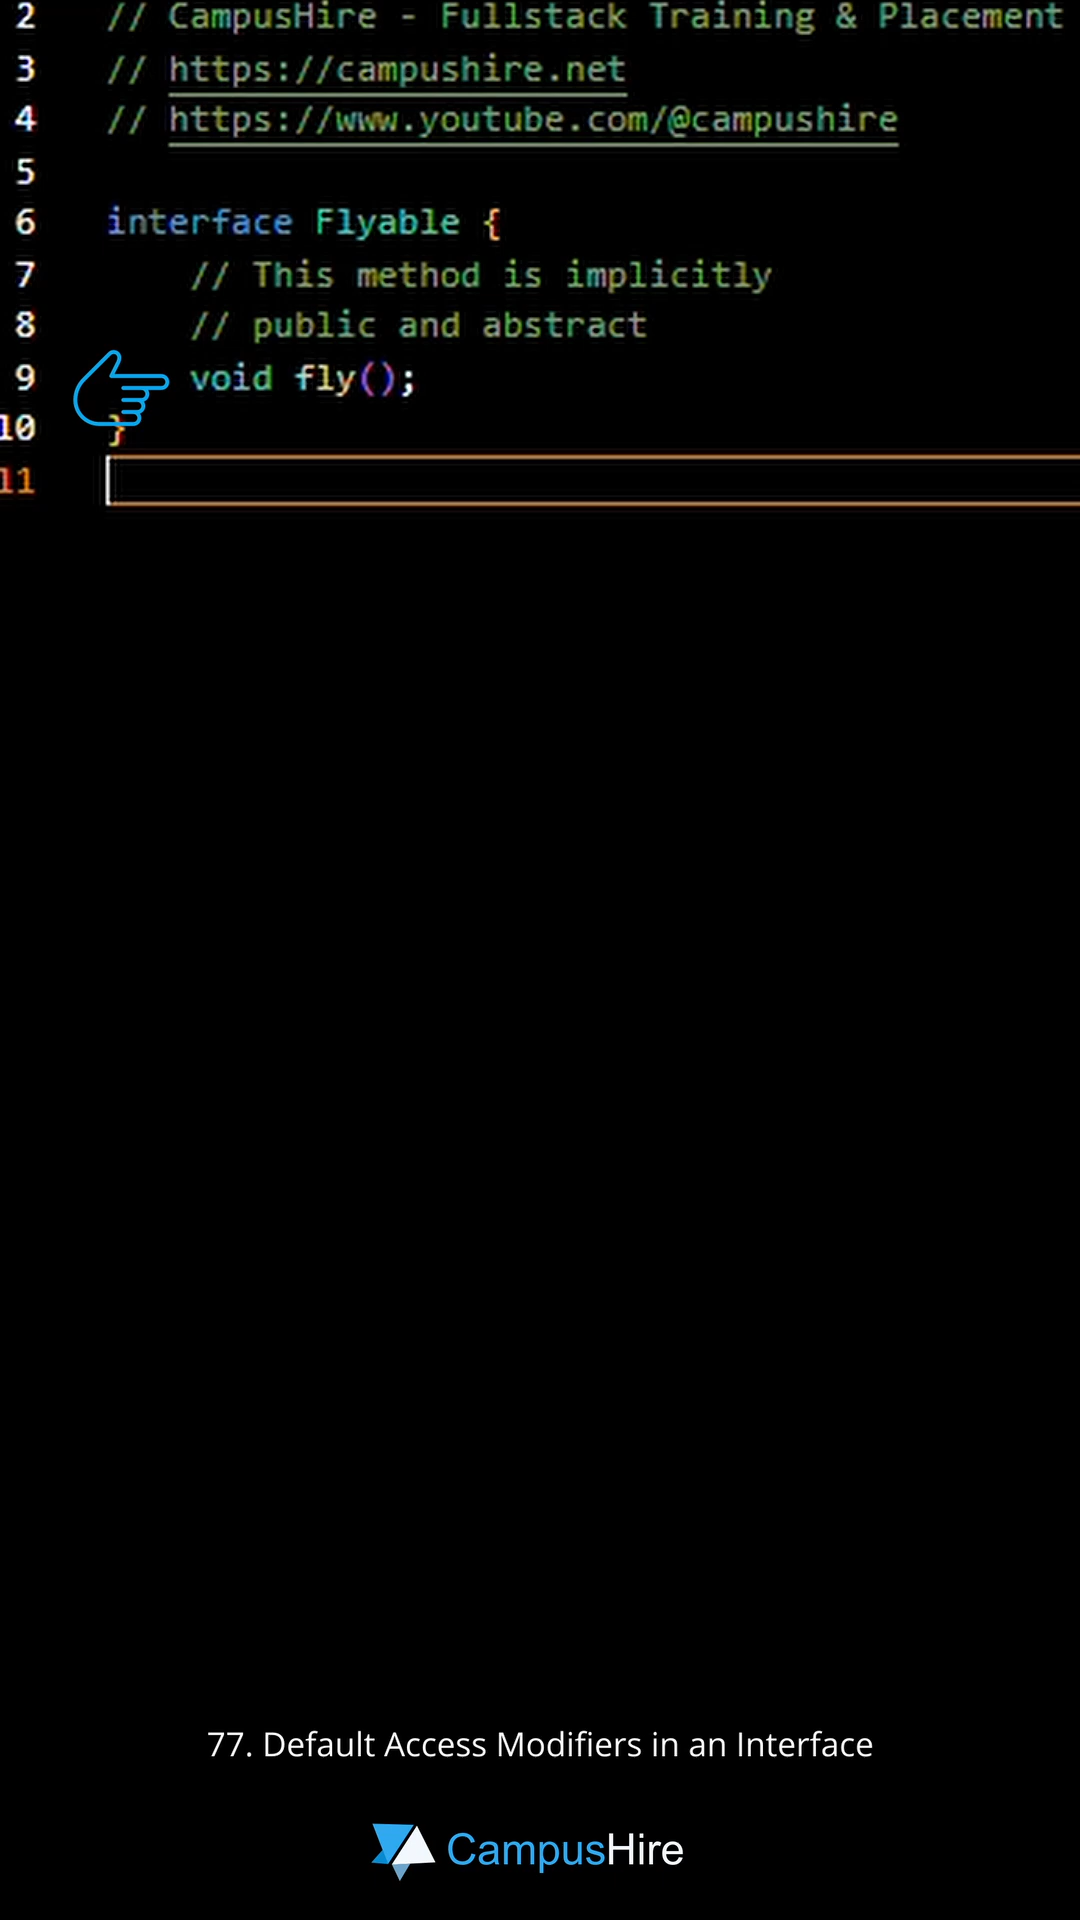 2 // CampusHire - Fullstack Training & Placement
3 // https://campushire.net
4 // https://www.youtube.com/@campushire
5
6 interface Flyable {
7 // This method is implicitly
8 // public and abstract
9 void fly();
10 }
11
77. Default Access Modifiers in an Interface
CampusHire